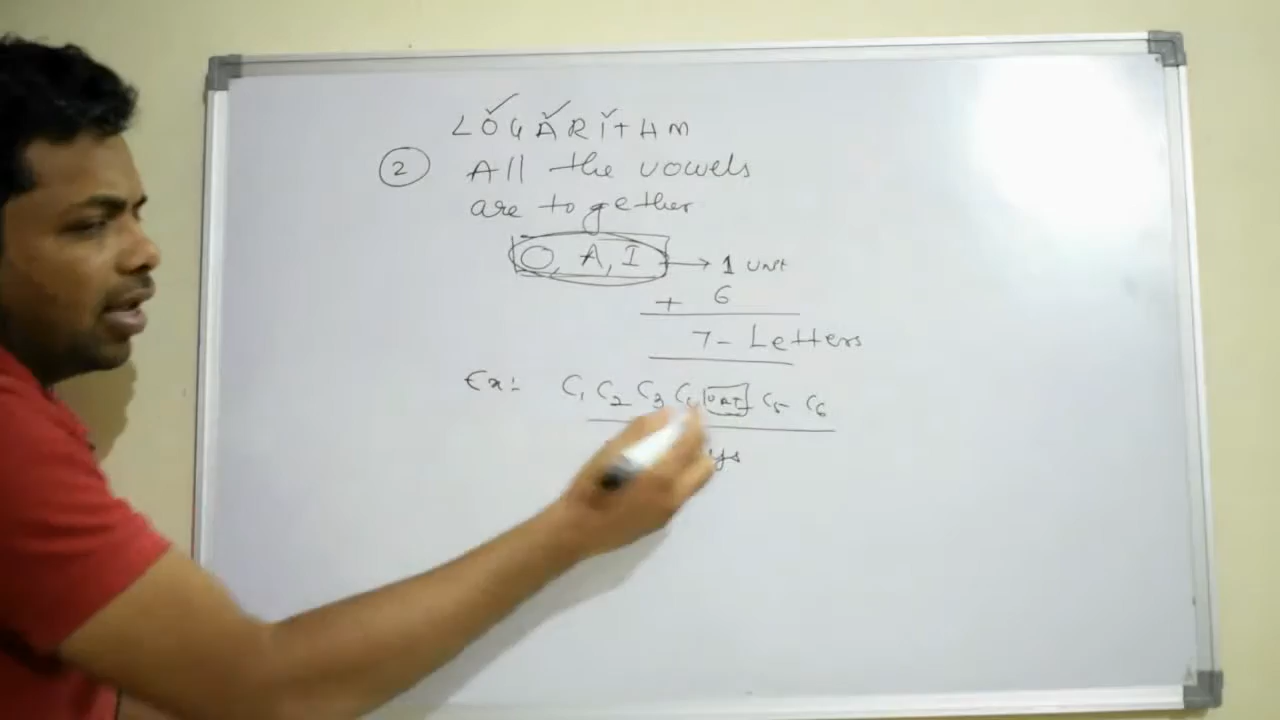 LOGARITHM
2 All the vowels
are together
O, A, I → 1 unit
+ 6
7 - Letters
Ex: C1 C2 C3 C4 OAI C5 C6